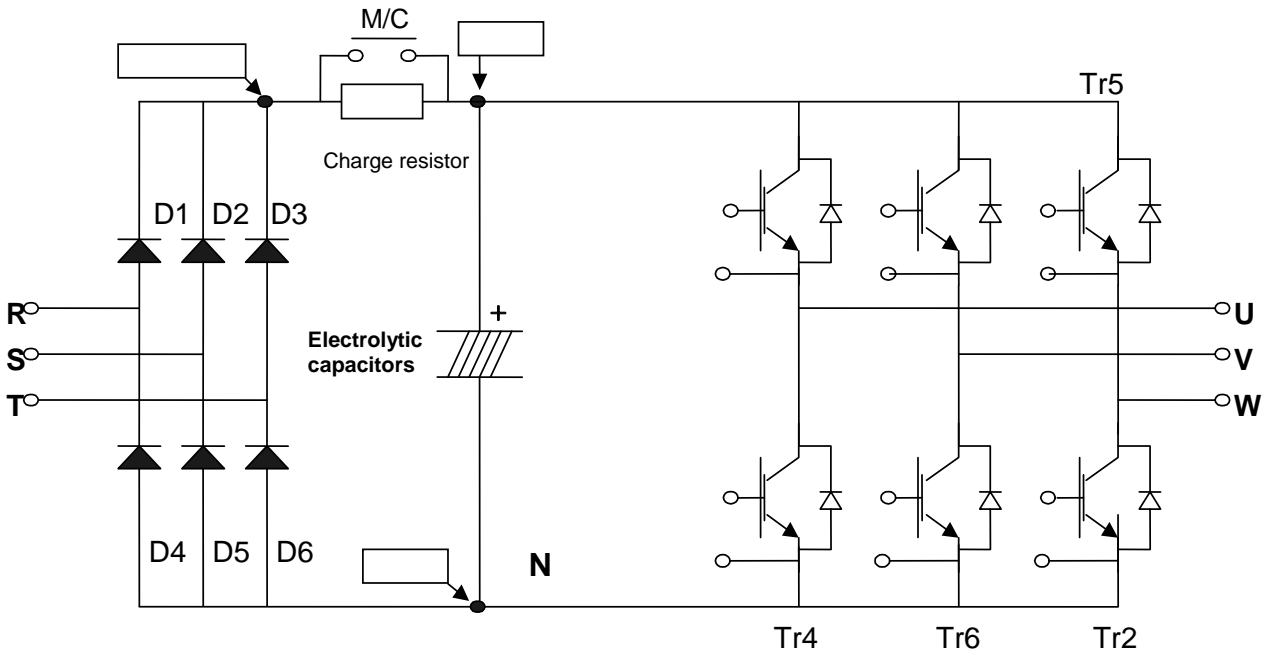 M/C
Tr5
Charge resistor
D1 D2 D3
R
+
U
Electrolytic
capacitors
S
V
T
W
D4 D5 D6
N
Tr4 Tr6 Tr2